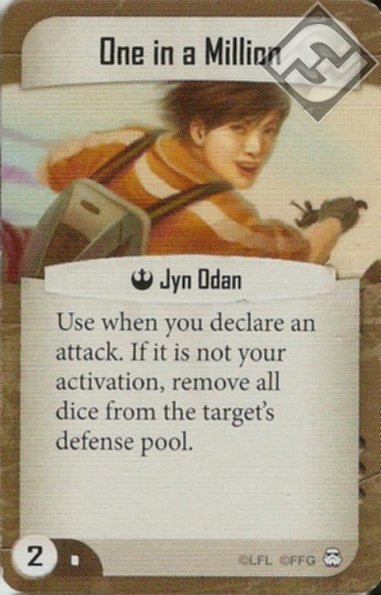 One in a Million
Jyn Odan
Use when you declare an
attack. If it is not your
activation, remove all
dice from the target's
defense pool.
2
©LFL ©FFG